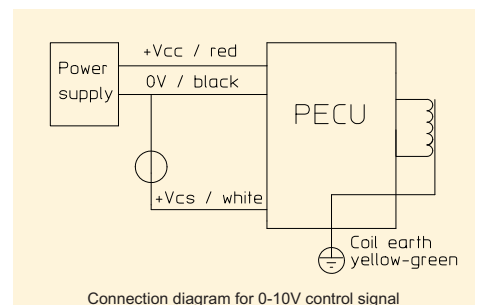 +Vcc / red
Power
supply
0V / black
PECU
+Vcs / white
Coil earth
yellow-green
Connection diagram for 0-10V control signal